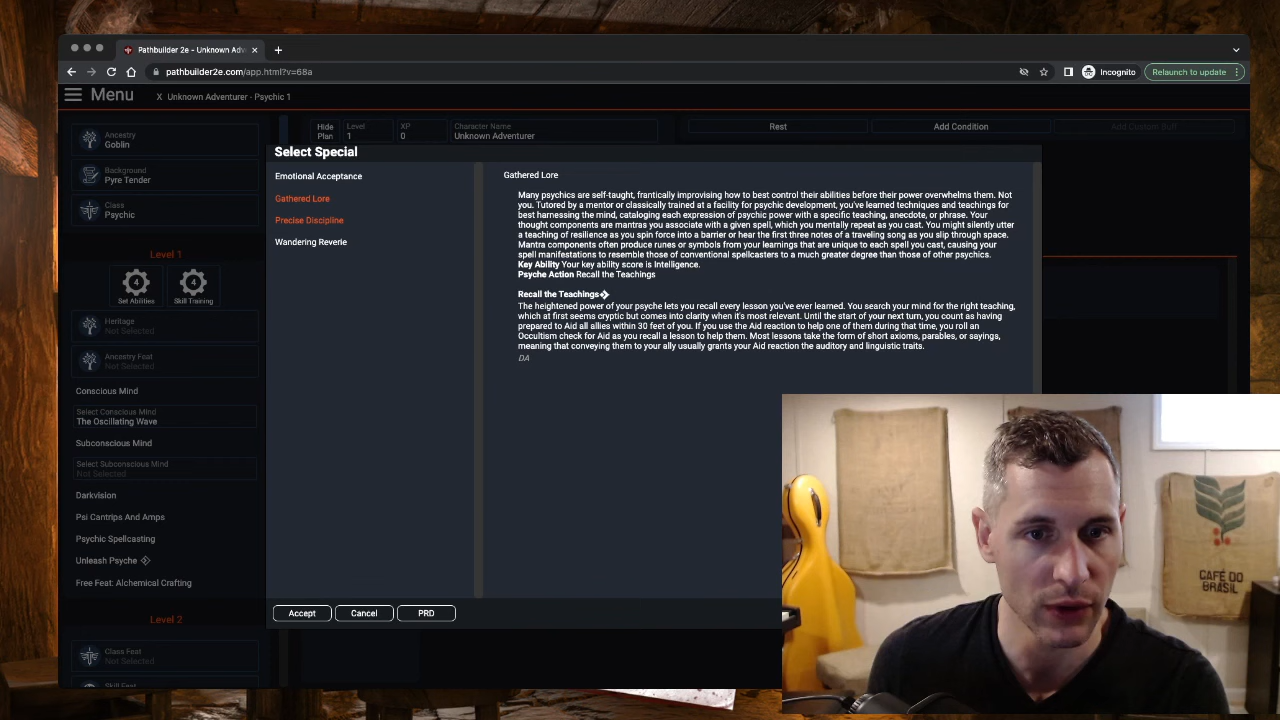 Pathbuilder 2e - Unknown Adv
pathbuilder2e.com/app.html?v=68a
Incognito
Relaunch to update
Menu
X Unknown Adventurer - Psychic 1
Ancestry
Goblin
Background
Pyre Tender
Class
Psychic
Hide
Plan
Level
1
XP
0
Character Name
Unknown Adventurer
Rest
Add Condition
Add Custom Buff
Level 1
4
4
Set Abilities
Skill Training
Heritage
Not Selected
Ancestry Feat
Not Selected
Conscious Mind
Select Conscious Mind
The Oscillating Wave
Subconscious Mind
Select Subconscious Mind
Not Selected
Darkvision
Psi Cantrips And Amps
Psychic Spellcasting
Unleash Psyche
Free Feat: Alchemical Crafting
Level 2
Class Feat
Not Selected
Skill Feat
Select Special
Emotional Acceptance
Gathered Lore
Precise Discipline
Wandering Reverie
Gathered Lore
Many psychics are self-taught, frantically improvising how to best control their abilities before their power overwhelms them. Not
you. Tutored by a mentor or classically trained at a facility for psychic development, you've learned techniques and teachings for
best harnessing the mind, cataloging each expression of psychic power with a specific teaching, anecdote, or phrase. Your
thought components are mantras you associate with a given spell, which you mentally repeat as you cast. You might silently utter
a teaching of resilience as you spin force into a barrier or hear the first three notes of a traveling song as you slip through space.
Mantra components often produce runes or symbols from your learnings that are unique to each spell you cast, causing your
spell manifestations to resemble those of conventional spellcasters to a much greater degree than those of other psychics.
Key Ability Your key ability score is Intelligence.
Psyche Action Recall the Teachings
Recall the Teachings
The heightened power of your psyche lets you recall every lesson you've ever learned. You search your mind for the right teaching,
which at first seems cryptic but comes into clarity when it's most relevant. Until the start of your next turn, you count as having
prepared to Aid all allies within 30 feet of you. If you use the Aid reaction to help one of them during that time, you roll an
Occultism check for Aid as you recall a lesson to help them. Most lessons take the form of short axioms, parables, or sayings,
meaning that conveying them to your ally usually grants your Aid reaction the auditory and linguistic traits.
DA
Accept
Cancel
PRD
CAFÉ DO
BRASIL